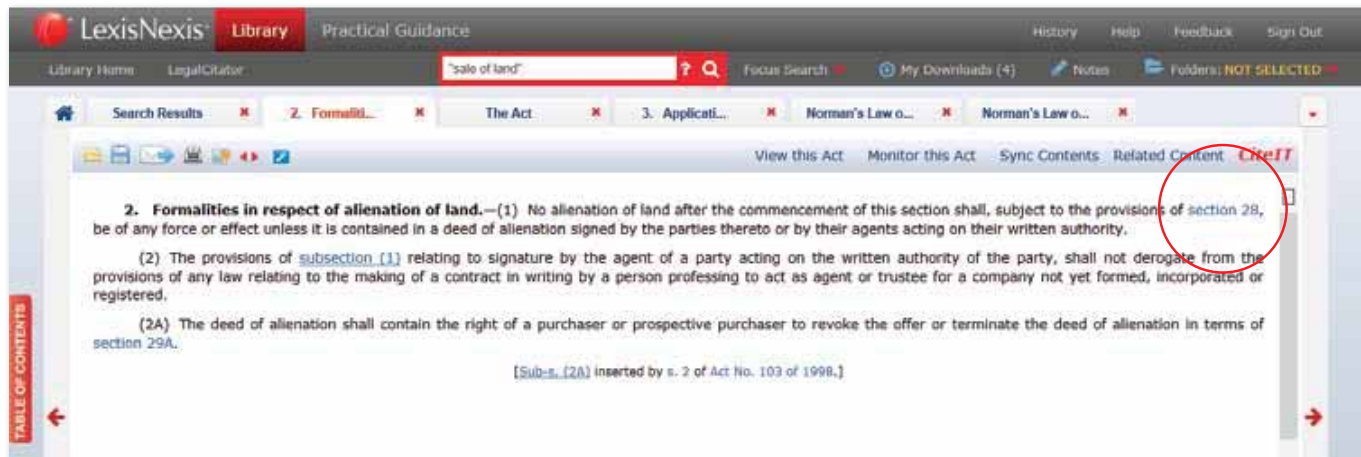 LexisNexis Library Practical Guidance History Help Feedback Sign Out
Library Home LegalCitator "sale of land" ? Focus Search My Downloads (4) Notes Folders: NOT SELECTED
Search Results 2. Formaliti... The Act 3. Applicati... Norman's Law o... Norman's Law o...
View this Act Monitor this Act Sync Contents Related Content CiteIT
2. Formalities in respect of alienation of land.—(1) No alienation of land after the commencement of this section shall, subject to the provisions of section 28,
be of any force or effect unless it is contained in a deed of alienation signed by the parties thereto or by their agents acting on their written authority.
(2) The provisions of subsection (1) relating to signature by the agent of a party acting on the written authority of the party, shall not derogate from the
provisions of any law relating to the making of a contract in writing by a person professing to act as agent or trustee for a company not yet formed, incorporated or
registered.
(2A) The deed of alienation shall contain the right of a purchaser or prospective purchaser to revoke the offer or terminate the deed of alienation in terms of
section 29A.
[Sub-s. (2A) inserted by s. 2 of Act No. 103 of 1998.]
TABLE OF CONTENTS